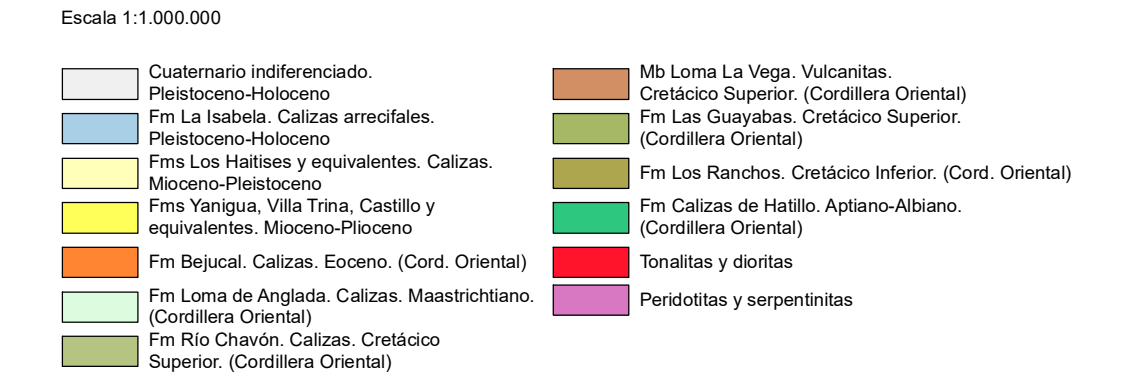 Escala 1:1.000.000
Cuaternario indiferenciado.
Pleistoceno-Holoceno
Fm La Isabela. Calizas arrecifales.
Pleistoceno-Holoceno
Fms Los Haitises y equivalentes. Calizas.
Mioceno-Pleistoceno
Fms Yanigua, Villa Trina, Castillo y
equivalentes. Mioceno-Plioceno
Fm Bejucal. Calizas. Eoceno. (Cord. Oriental)
Fm Loma de Anglada. Calizas. Maastrichtiano.
(Cordillera Oriental)
Fm Río Chavón. Calizas. Cretácico
Superior. (Cordillera Oriental)
Mb Loma La Vega. Vulcanitas.
Cretácico Superior. (Cordillera Oriental)
Fm Las Guayabas. Cretácico Superior.
(Cordillera Oriental)
Fm Los Ranchos. Cretácico Inferior. (Cord. Oriental)
Fm Calizas de Hatillo. Aptiano-Albiano.
(Cordillera Oriental)
Tonalitas y dioritas
Peridotitas y serpentinitas